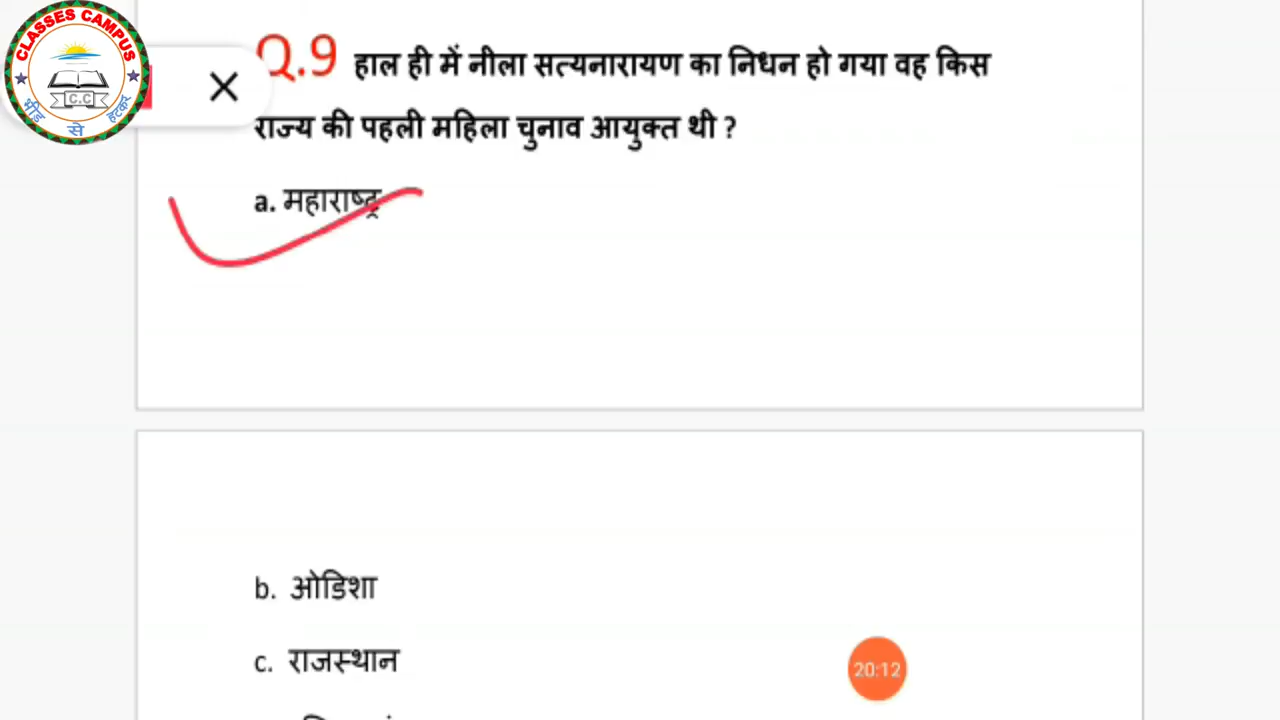 CLASSES CAMPUS
C.C
भीड़ से हटकर
Q.9 हाल ही में नीला सत्यनारायण का निधन हो गया वह किस
राज्य की पहली महिला चुनाव आयुक्त थी ?
a. महाराष्ट्र
b. ओडिशा
c. राजस्थान
20:12